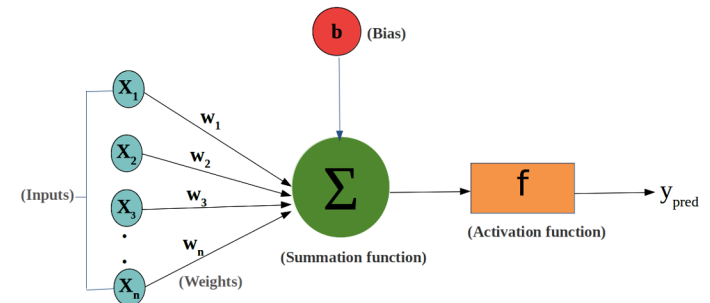 b (Bias)
X1
w1
X2
w2
(Inputs)
X3
w3
Σ
f
ypred
.
.
wn
(Summation function)
(Activation function)
Xn
(Weights)